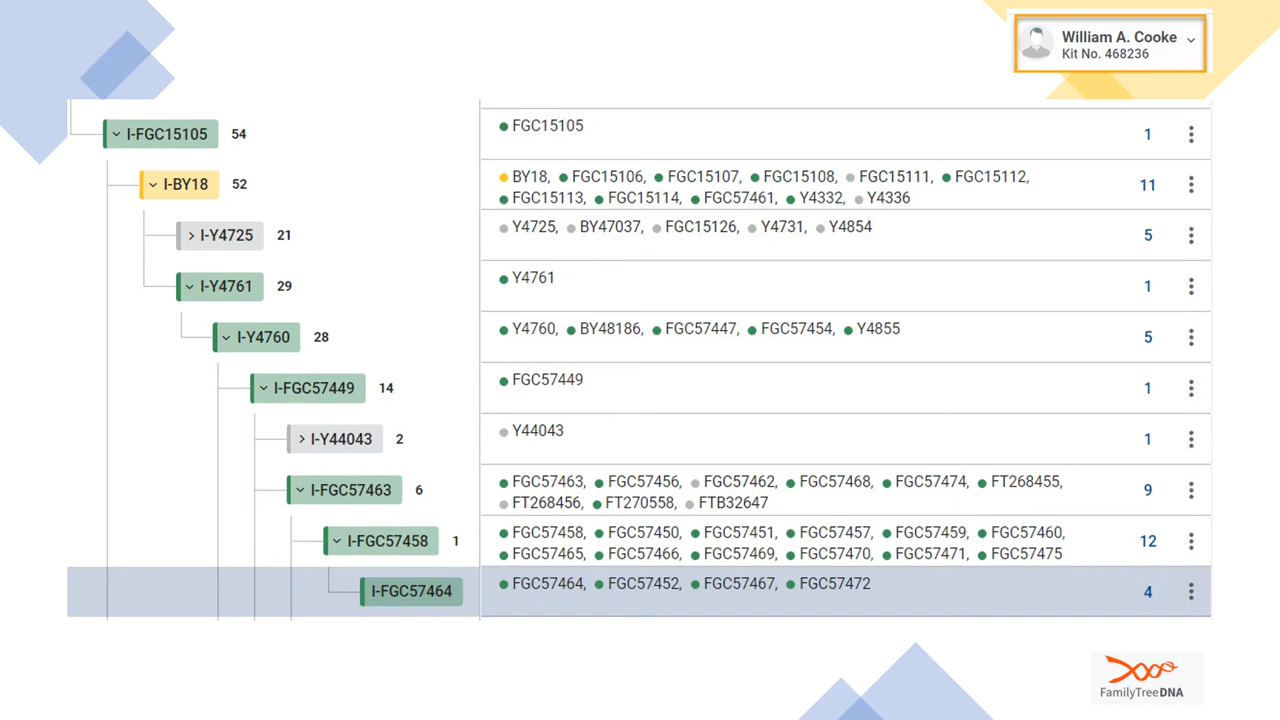 William A. Cooke
Kit No. 468236
I-FGC15105 54 FGC15105 1
I-BY18 52 BY18, FGC15106, FGC15107, FGC15108, FGC15111, FGC15112, 11
FGC15113, FGC15114, FGC57461, Y4332, Y4336
I-Y4725 21 Y4725, BY47037, FGC15126, Y4731, Y4854 5
I-Y4761 29 Y4761 1
I-Y4760 28 Y4760, BY48186, FGC57447, FGC57454, Y4855 5
I-FGC57449 14 FGC57449 1
I-Y44043 2 Y44043 1
I-FGC57463 6 FGC57463, FGC57456, FGC57462, FGC57468, FGC57474, FT268455, 9
FT268456, FT270558, FTB32647
I-FGC57458 1 FGC57458, FGC57450, FGC57451, FGC57457, FGC57459, FGC57460, 12
FGC57465, FGC57466, FGC57469, FGC57470, FGC57471, FGC57475
I-FGC57464 FGC57464, FGC57452, FGC57467, FGC57472 4
FamilyTreeDNA